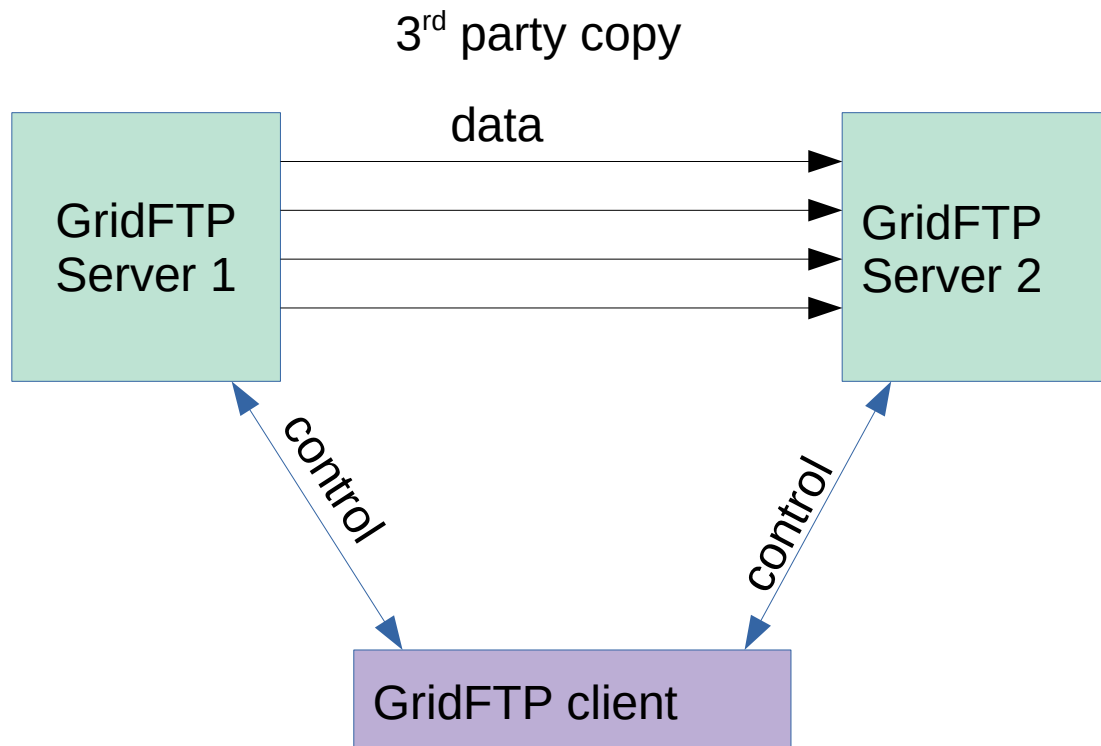 3rd party copy
data
GridFTP
Server 1
GridFTP
Server 2
control
control
GridFTP client